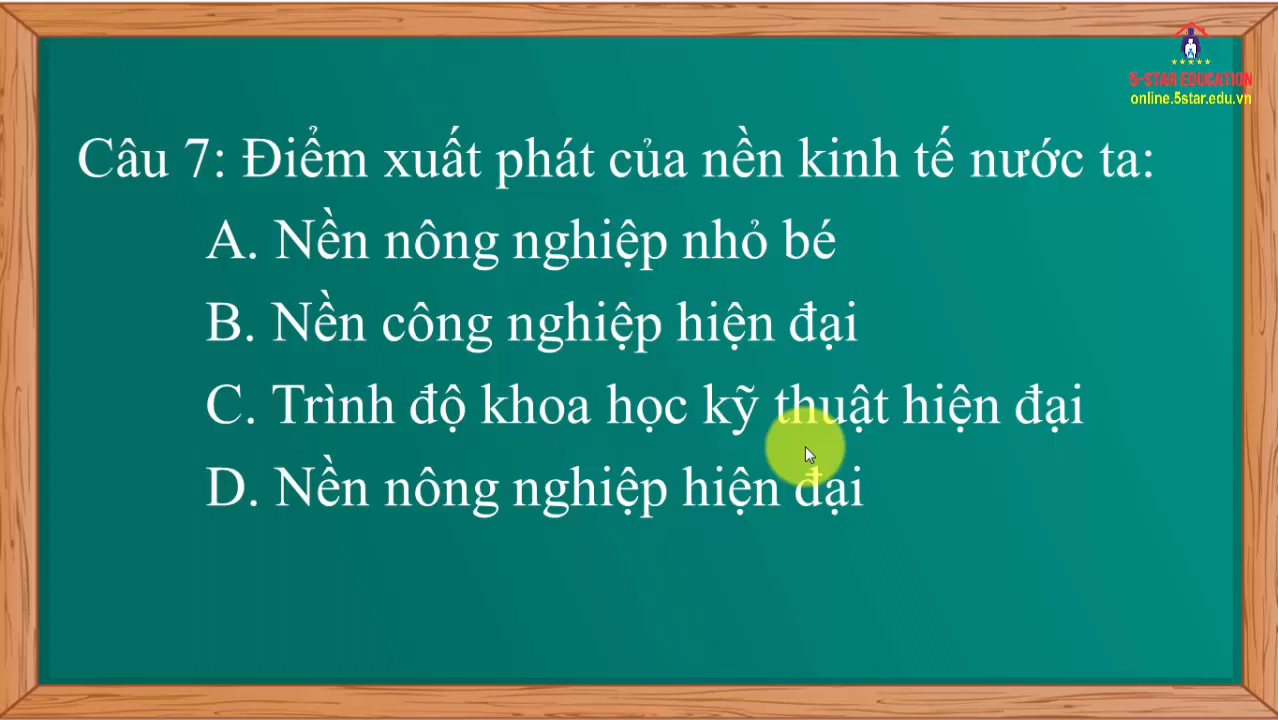 5-STAR EDUCATION
online.5star.edu.vn
Câu 7: Điểm xuất phát của nền kinh tế nước ta:
A. Nền nông nghiệp nhỏ bé
B. Nền công nghiệp hiện đại
C. Trình độ khoa học kỹ thuật hiện đại
D. Nền nông nghiệp hiện đại